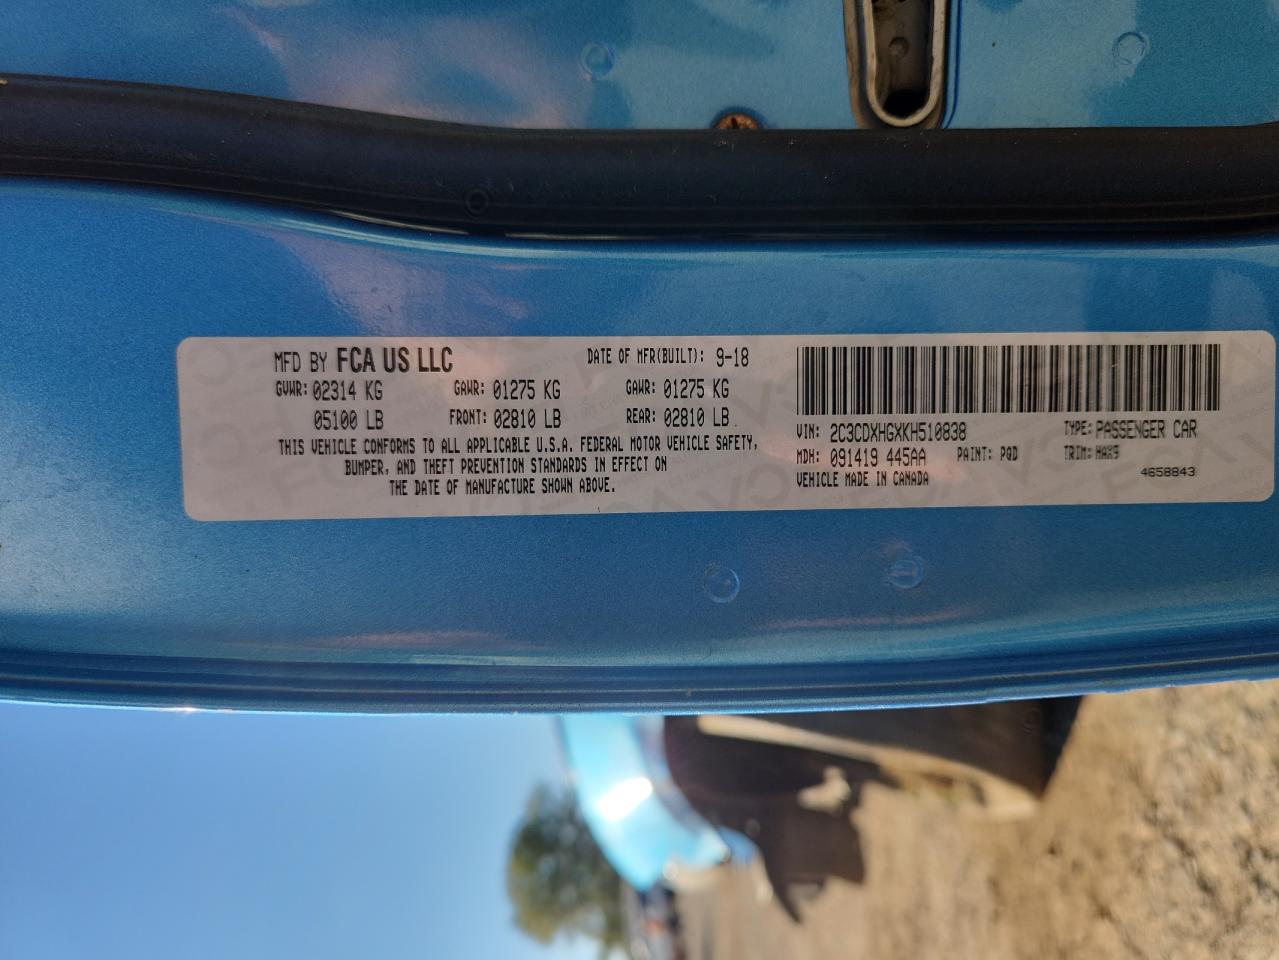 MFD BY FCA US LLC DATE OF MFR(BUILT): 9-18
GVWR: 02314 KG GAWR: 01275 KG GAWR: 01275 KG
05100 LB FRONT: 02810 LB REAR: 02810 LB
THIS VEHICLE CONFORMS TO ALL APPLICABLE U.S.A. FEDERAL MOTOR VEHICLE SAFETY,
BUMPER, AND THEFT PREVENTION STANDARDS IN EFFECT ON
THE DATE OF MANUFACTURE SHOWN ABOVE.
VIN: 2C3CDXHGXKH510838 TYPE: PASSENGER CAR
MDH: 091419 445AA PAINT: PQD TRIM: HAX9
VEHICLE MADE IN CANADA 4658843